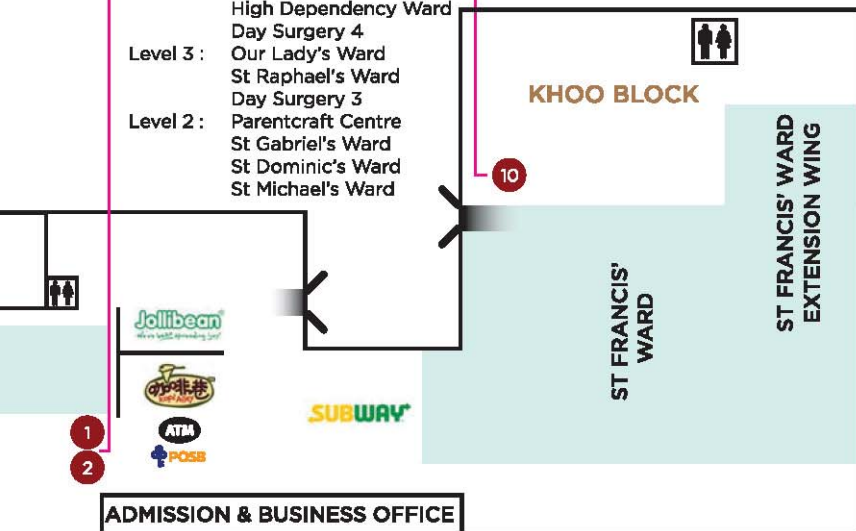 High Dependency Ward
Day Surgery 4
Level 3 : Our Lady's Ward
St Raphael's Ward
Day Surgery 3
Level 2 : Parentcraft Centre
St Gabriel's Ward
St Dominic's Ward
St Michael's Ward
KHOO BLOCK
10
ST FRANCIS' WARD
EXTENSION WING
ST FRANCIS'
WARD
Jollibean
咖啡巷
SUBWAY
1
2
ATM
POSB
ADMISSION & BUSINESS OFFICE